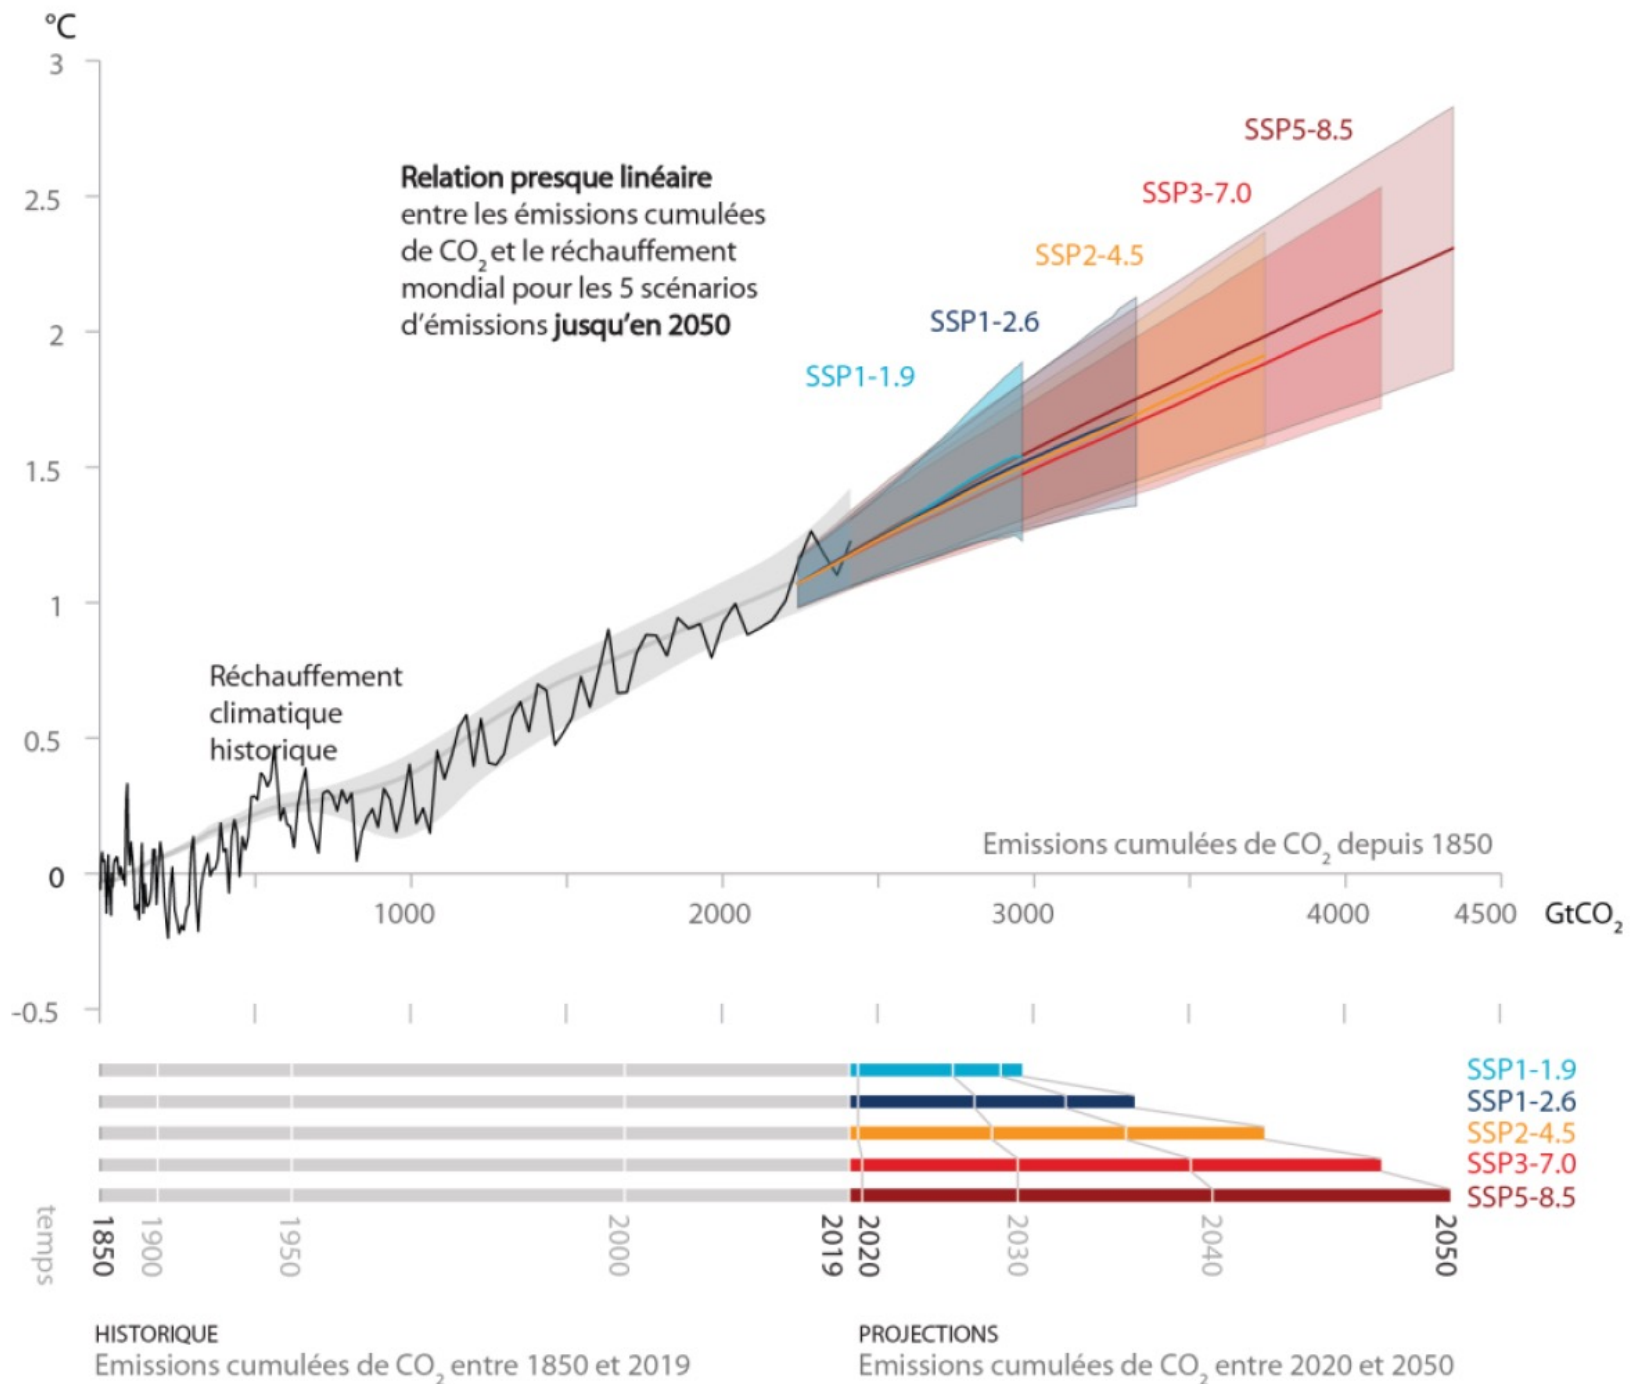 °C
3
2.5
2
1.5
1
0.5
0
-0.5
Relation presque linéaire
entre les émissions cumulées
de CO₂ et le réchauffement
mondial pour les 5 scénarios
d'émissions jusqu'en 2050
SSP5-8.5
SSP3-7.0
SSP2-4.5
SSP1-2.6
SSP1-1.9
Réchauffement
climatique
historique
Emissions cumulées de CO₂ depuis 1850
1000 2000 3000 4000 4500 GtCO₂
SSP1-1.9
SSP1-2.6
SSP2-4.5
SSP3-7.0
SSP5-8.5
temps 1850 1900 1950 2000 2019 2020 2030 2040 2050
HISTORIQUE
Emissions cumulées de CO₂ entre 1850 et 2019
PROJECTIONS
Emissions cumulées de CO₂ entre 2020 et 2050